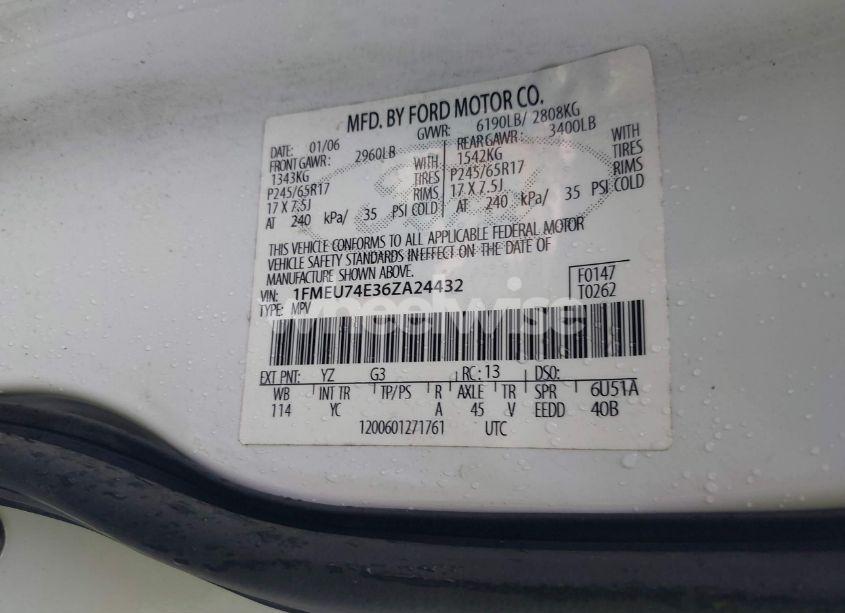 MFD. BY FORD MOTOR CO.
DATE: 01/06 GVWR: 6190LB/ 2808KG
FRONT GAWR: 2960LB REAR GAWR: 3400LB
1343KG WITH 1542KG WITH
P245/65R17 TIRES P245/65R17 TIRES
17 X 7.5J RIMS 17 X 7.5J RIMS
AT 240 kPa/ 35 PSI COLD AT 240 kPa/ 35 PSI COLD
THIS VEHICLE CONFORMS TO ALL APPLICABLE FEDERAL MOTOR
VEHICLE SAFETY STANDARDS IN EFFECT ON THE DATE OF
MANUFACTURE SHOWN ABOVE.
VIN: 1FMEU74E36ZA24432 F0147
TYPE: MPV T0262
wheelwise
EXT PNT: YZ G3 RC: 13 DSO:
WB INT TR TP/PS R AXLE TR SPR 6U51A
114 YC A 45 V EEDD 40B
1200601271761 UTC